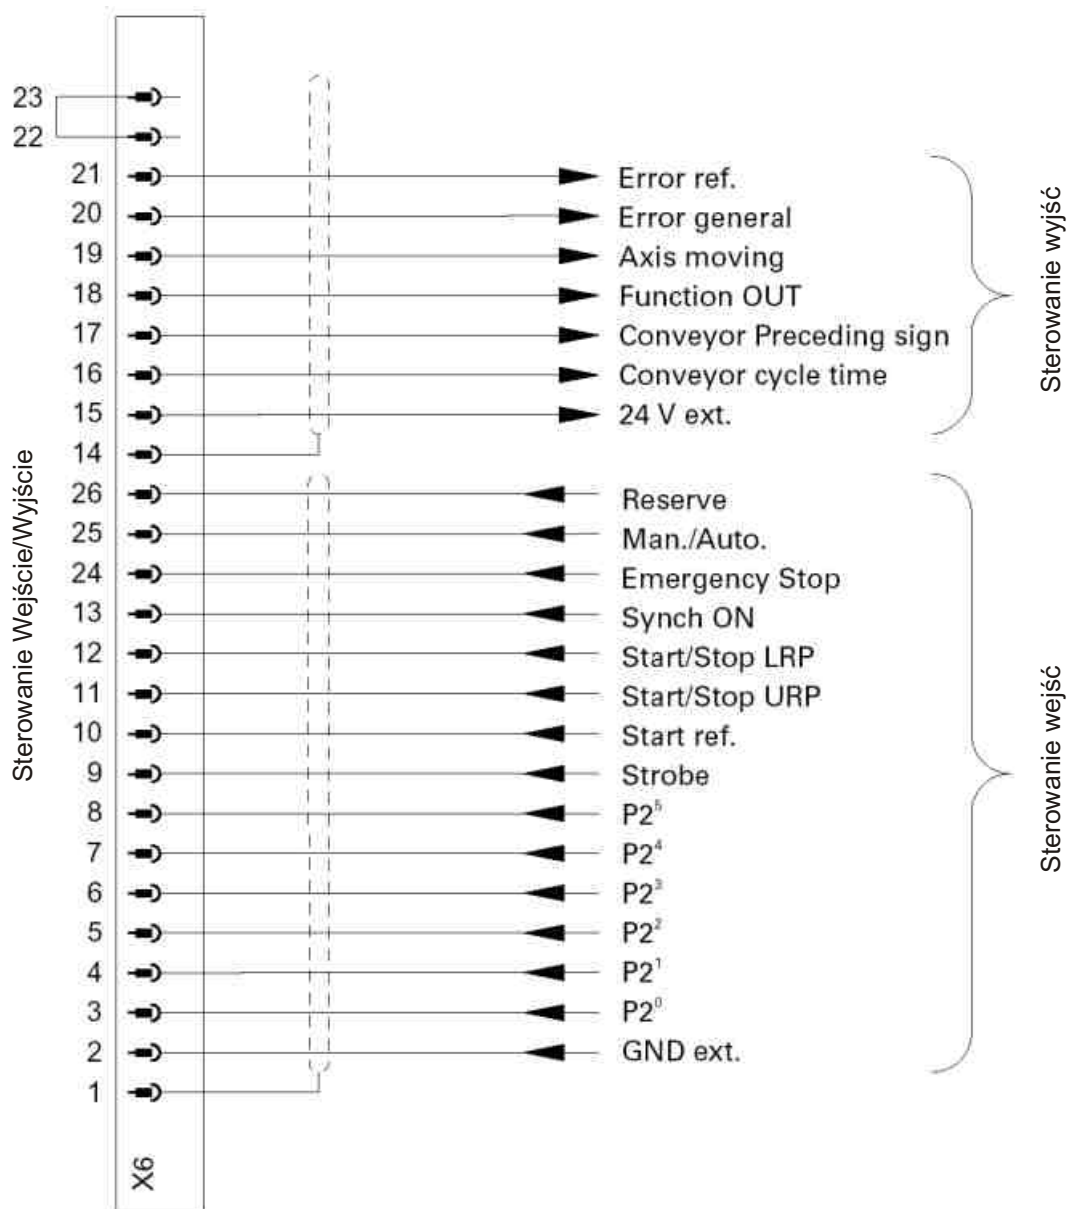 23
22
21 Error ref.
20 Error general
19 Axis moving
18 Function OUT
17 Conveyor Preceding sign
16 Conveyor cycle time
15 24 V ext.
14
26 Reserve
25 Man./Auto.
24 Emergency Stop
13 Synch ON
12 Start/Stop LRP
11 Start/Stop URP
10 Start ref.
9 Strobe
8 P2⁵
7 P2⁴
6 P2³
5 P2²
4 P2¹
3 P2⁰
2 GND ext.
1
X6
Sterowanie Wejście/Wyjście
Sterowanie wyjść
Sterowanie wejść